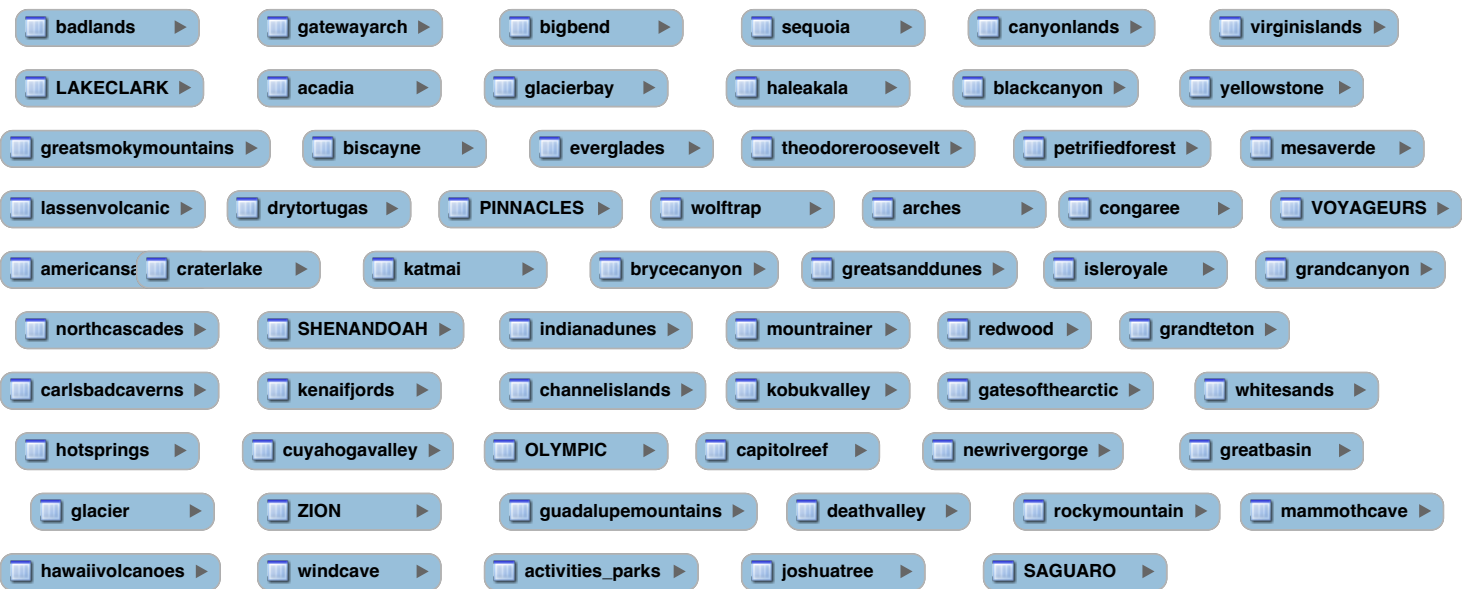 badlands gatewayarch bigbend sequoia canyonlands virginislands
LAKECLARK acadia glacierbay haleakala blackcanyon yellowstone
greatsmokymountains biscayne everglades theodoreroosevelt petrifiedforest mesaverde
lassenvolcanic drytortugas PINNACLES wolftrap arches congaree VOYAGEURS
americansa craterlake katmai brycecanyon greatsanddunes isleroyale grandcanyon
northcascades SHENANDOAH indianadunes mountrainer redwood grandteton
carlsbadcaverns kenaifjords channelislands kobukvalley gatesofthearctic whitesands
hotsprings cuyahogavalley OLYMPIC capitolreef newrivergorge greatbasin
glacier ZION guadalupemountains deathvalley rockymountain mammothcave
hawaiivolcanoes windcave activities_parks joshuatree SAGUARO